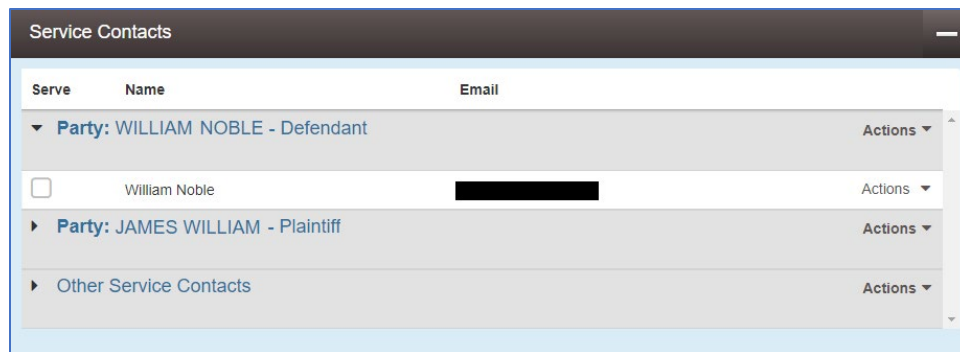 Service Contacts
Serve Name Email
Party: WILLIAM NOBLE - Defendant Actions
William Noble Actions
Party: JAMES WILLIAM - Plaintiff Actions
Other Service Contacts Actions